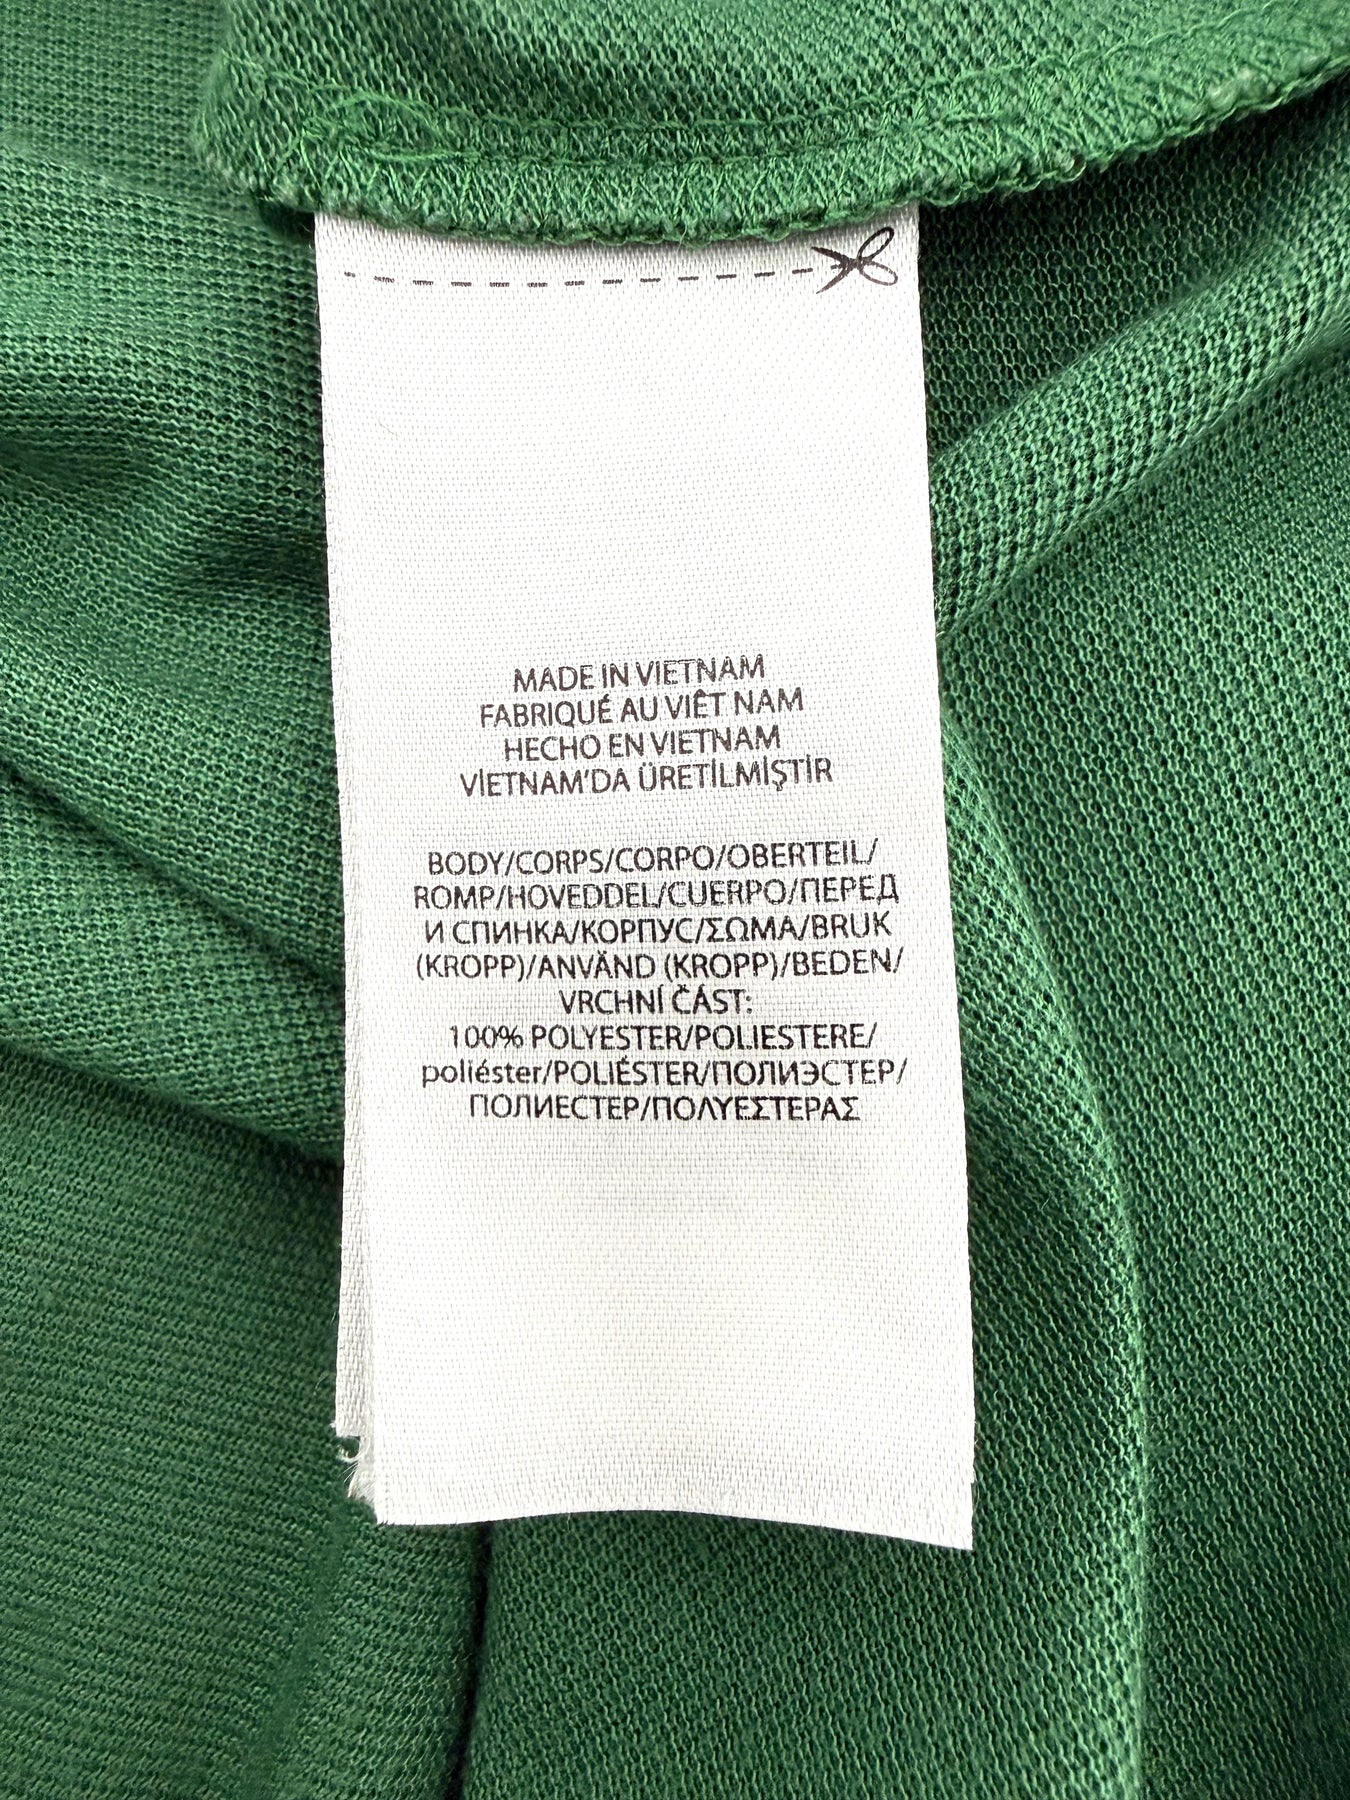 MADE IN VIETNAM
FABRIQUÉ AU VIÊT NAM
HECHO EN VIETNAM
VİETNAM'DA ÜRETİLMİŞTİR
BODY/CORPS/CORPO/OBERTEIL/
ROMP/HOVEDDEL/CUERPO/ПЕРЕД
И СПИНКА/КОРПУС/ΣΩΜΑ/BRUK
(KROPP)/ANVÄND (KROPP)/BEDEN/
VRCHNÍ ČÁST:
100% POLYESTER/POLIESTERE/
poliéster/POLIÉSTER/ПОЛИЭСТЕР/
ПОЛИЕСТЕР/ΠΟΛΥΕΣΤΕΡΑΣ